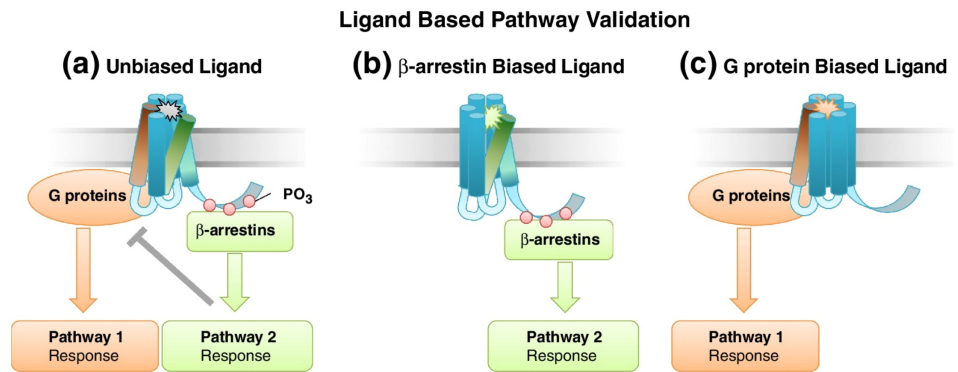 Ligand Based Pathway Validation
(a) Unbiased Ligand
(b) β-arrestin Biased Ligand
(c) G protein Biased Ligand
G proteins
PO3
β-arrestins
Pathway 1
Response
Pathway 2
Response
β-arrestins
Pathway 2
Response
G proteins
Pathway 1
Response